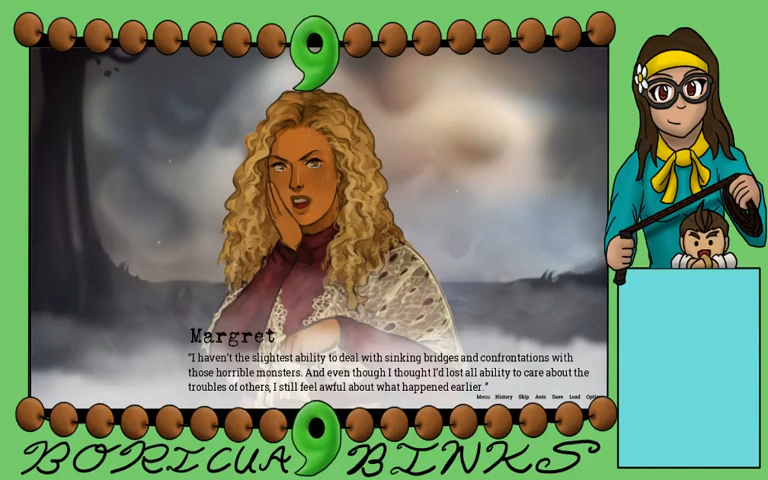 Margret
“I haven't the slightest ability to deal with sinking bridges and confrontations with
those horrible monsters. And even though I thought I'd lost all ability to care about the
troubles of others, I still feel awful about what happened earlier.”
Menu History Skip Auto Save Load
BORICUA BINKS